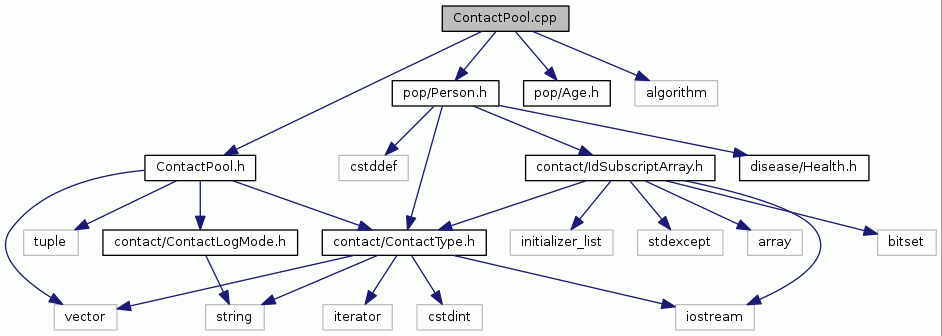 ContactPool.cpp
pop/Person.h
pop/Age.h
algorithm
ContactPool.h
cstddef
contact/IdSubscriptArray.h
disease/Health.h
tuple
contact/ContactLogMode.h
contact/ContactType.h
initializer_list
stdexcept
array
bitset
vector
string
iterator
cstdint
iostream